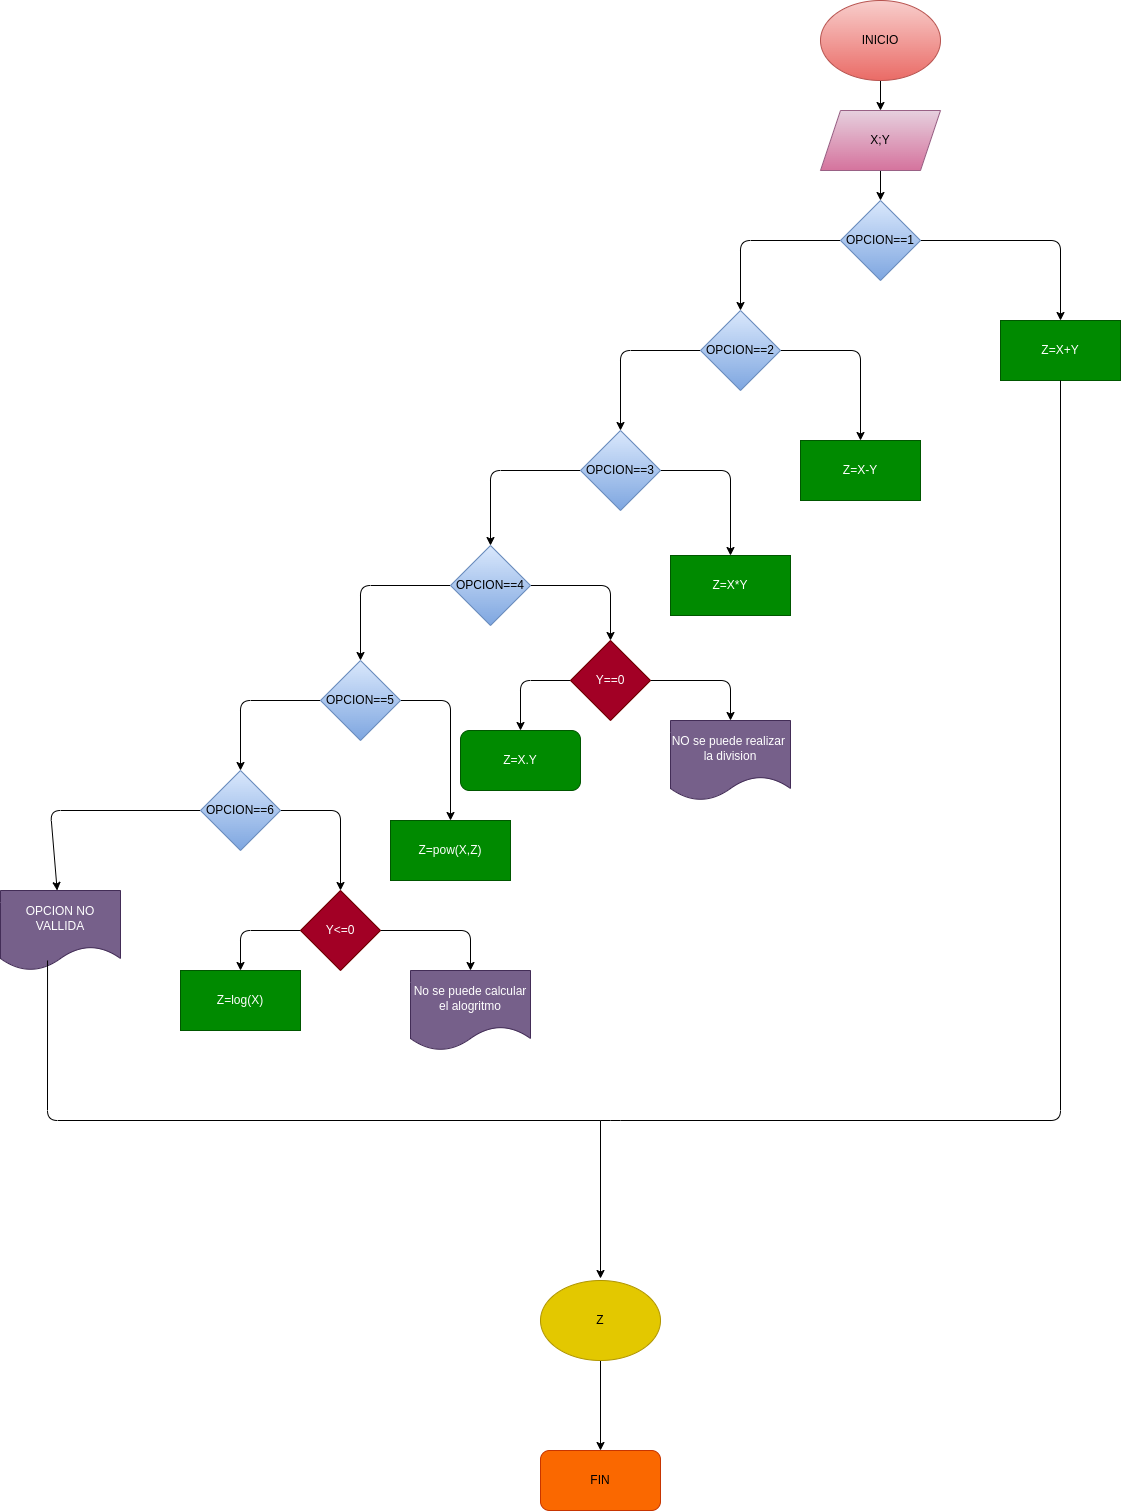 INICIO
X;Y
OPCION==1
OPCION==2
Z=X+Y
OPCION==3
Z=X-Y
OPCION==4
Z=X*Y
Y==0
OPCION==5
NO se puede realizar
la division
Z=X.Y
OPCION==6
Z=pow(X,Z)
OPCION NO
VALLIDA
Y<=0
Z=log(X)
No se puede calcular
el alogritmo
Z
FIN